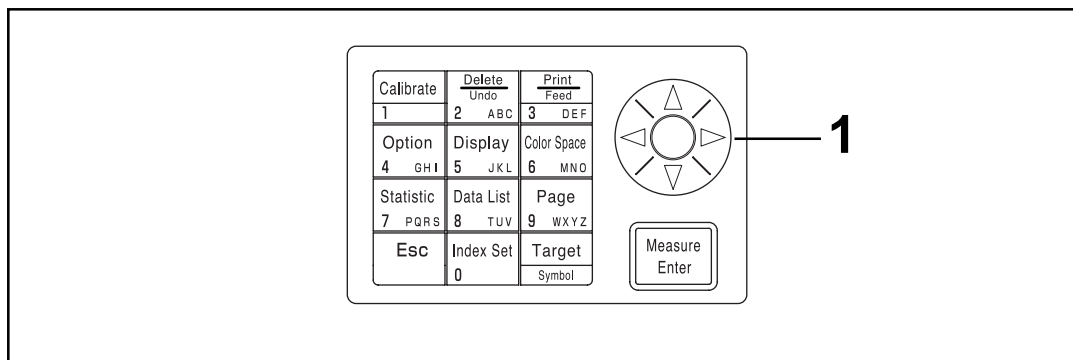 Calibrate
1
Delete
Undo
2 ABC
Print
Feed
3 DEF
Option
4 GHI
Display
5 JKL
Color Space
6 MNO
Statistic
7 PQRS
Data List
8 TUV
Page
9 WXYZ
Esc
Index Set
0
Target
Symbol
Measure
Enter
1